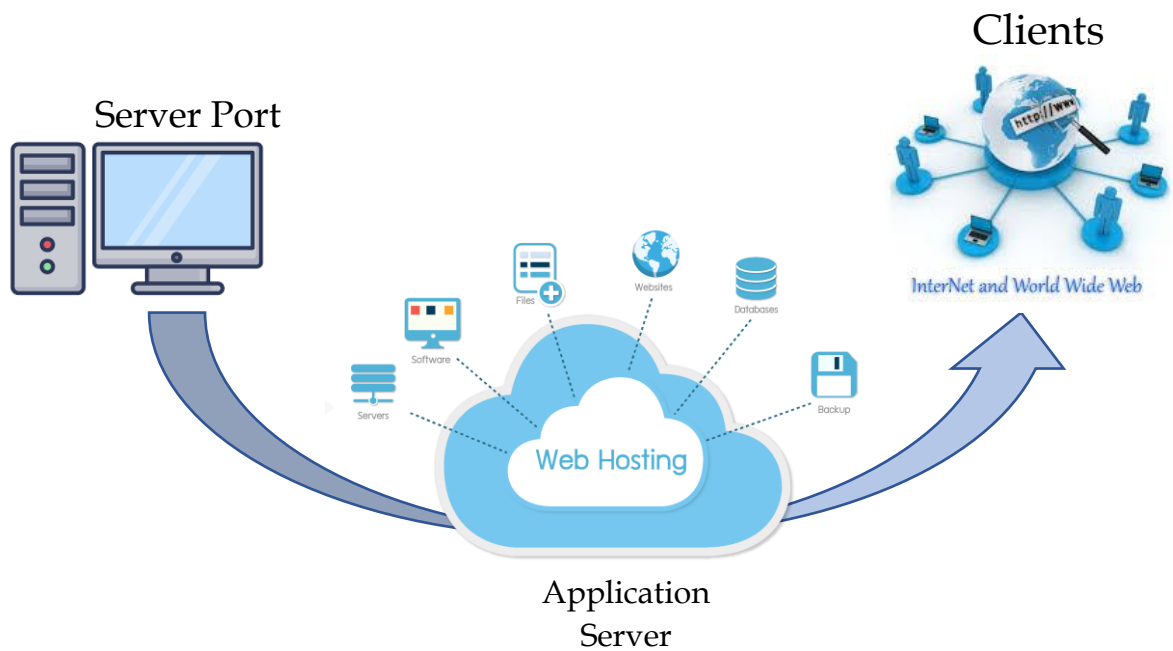 Clients
Server Port
http://www
InterNet and World Wide Web
Files
Websites
Databases
Software
Servers
Backup
Web Hosting
Application
Server